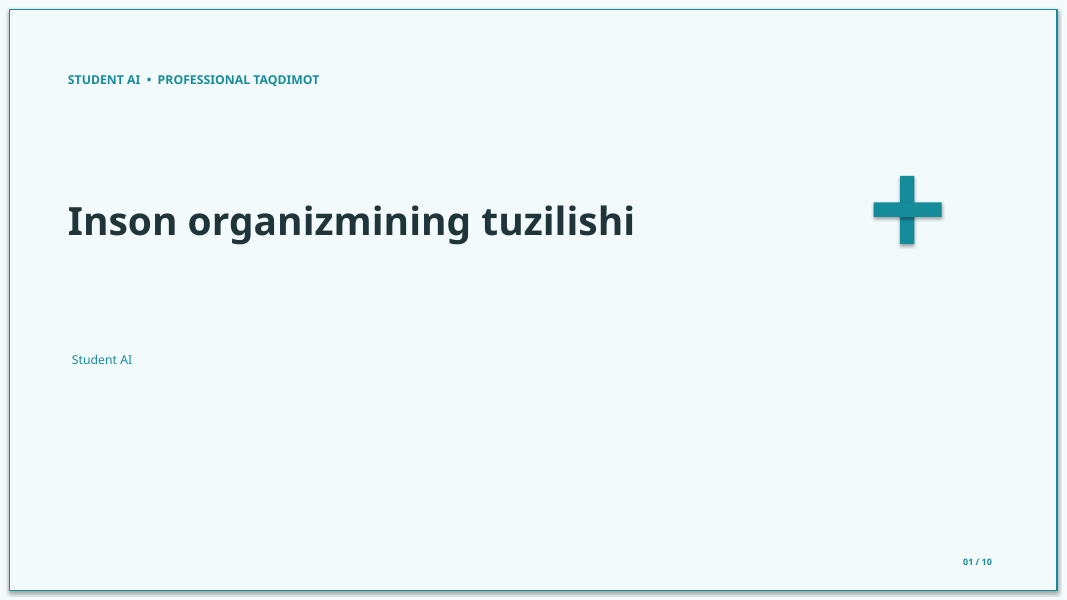 STUDENT AI • PROFESSIONAL TAQDIMOT
Inson organizmining tuzilishi
Student AI
01 / 10